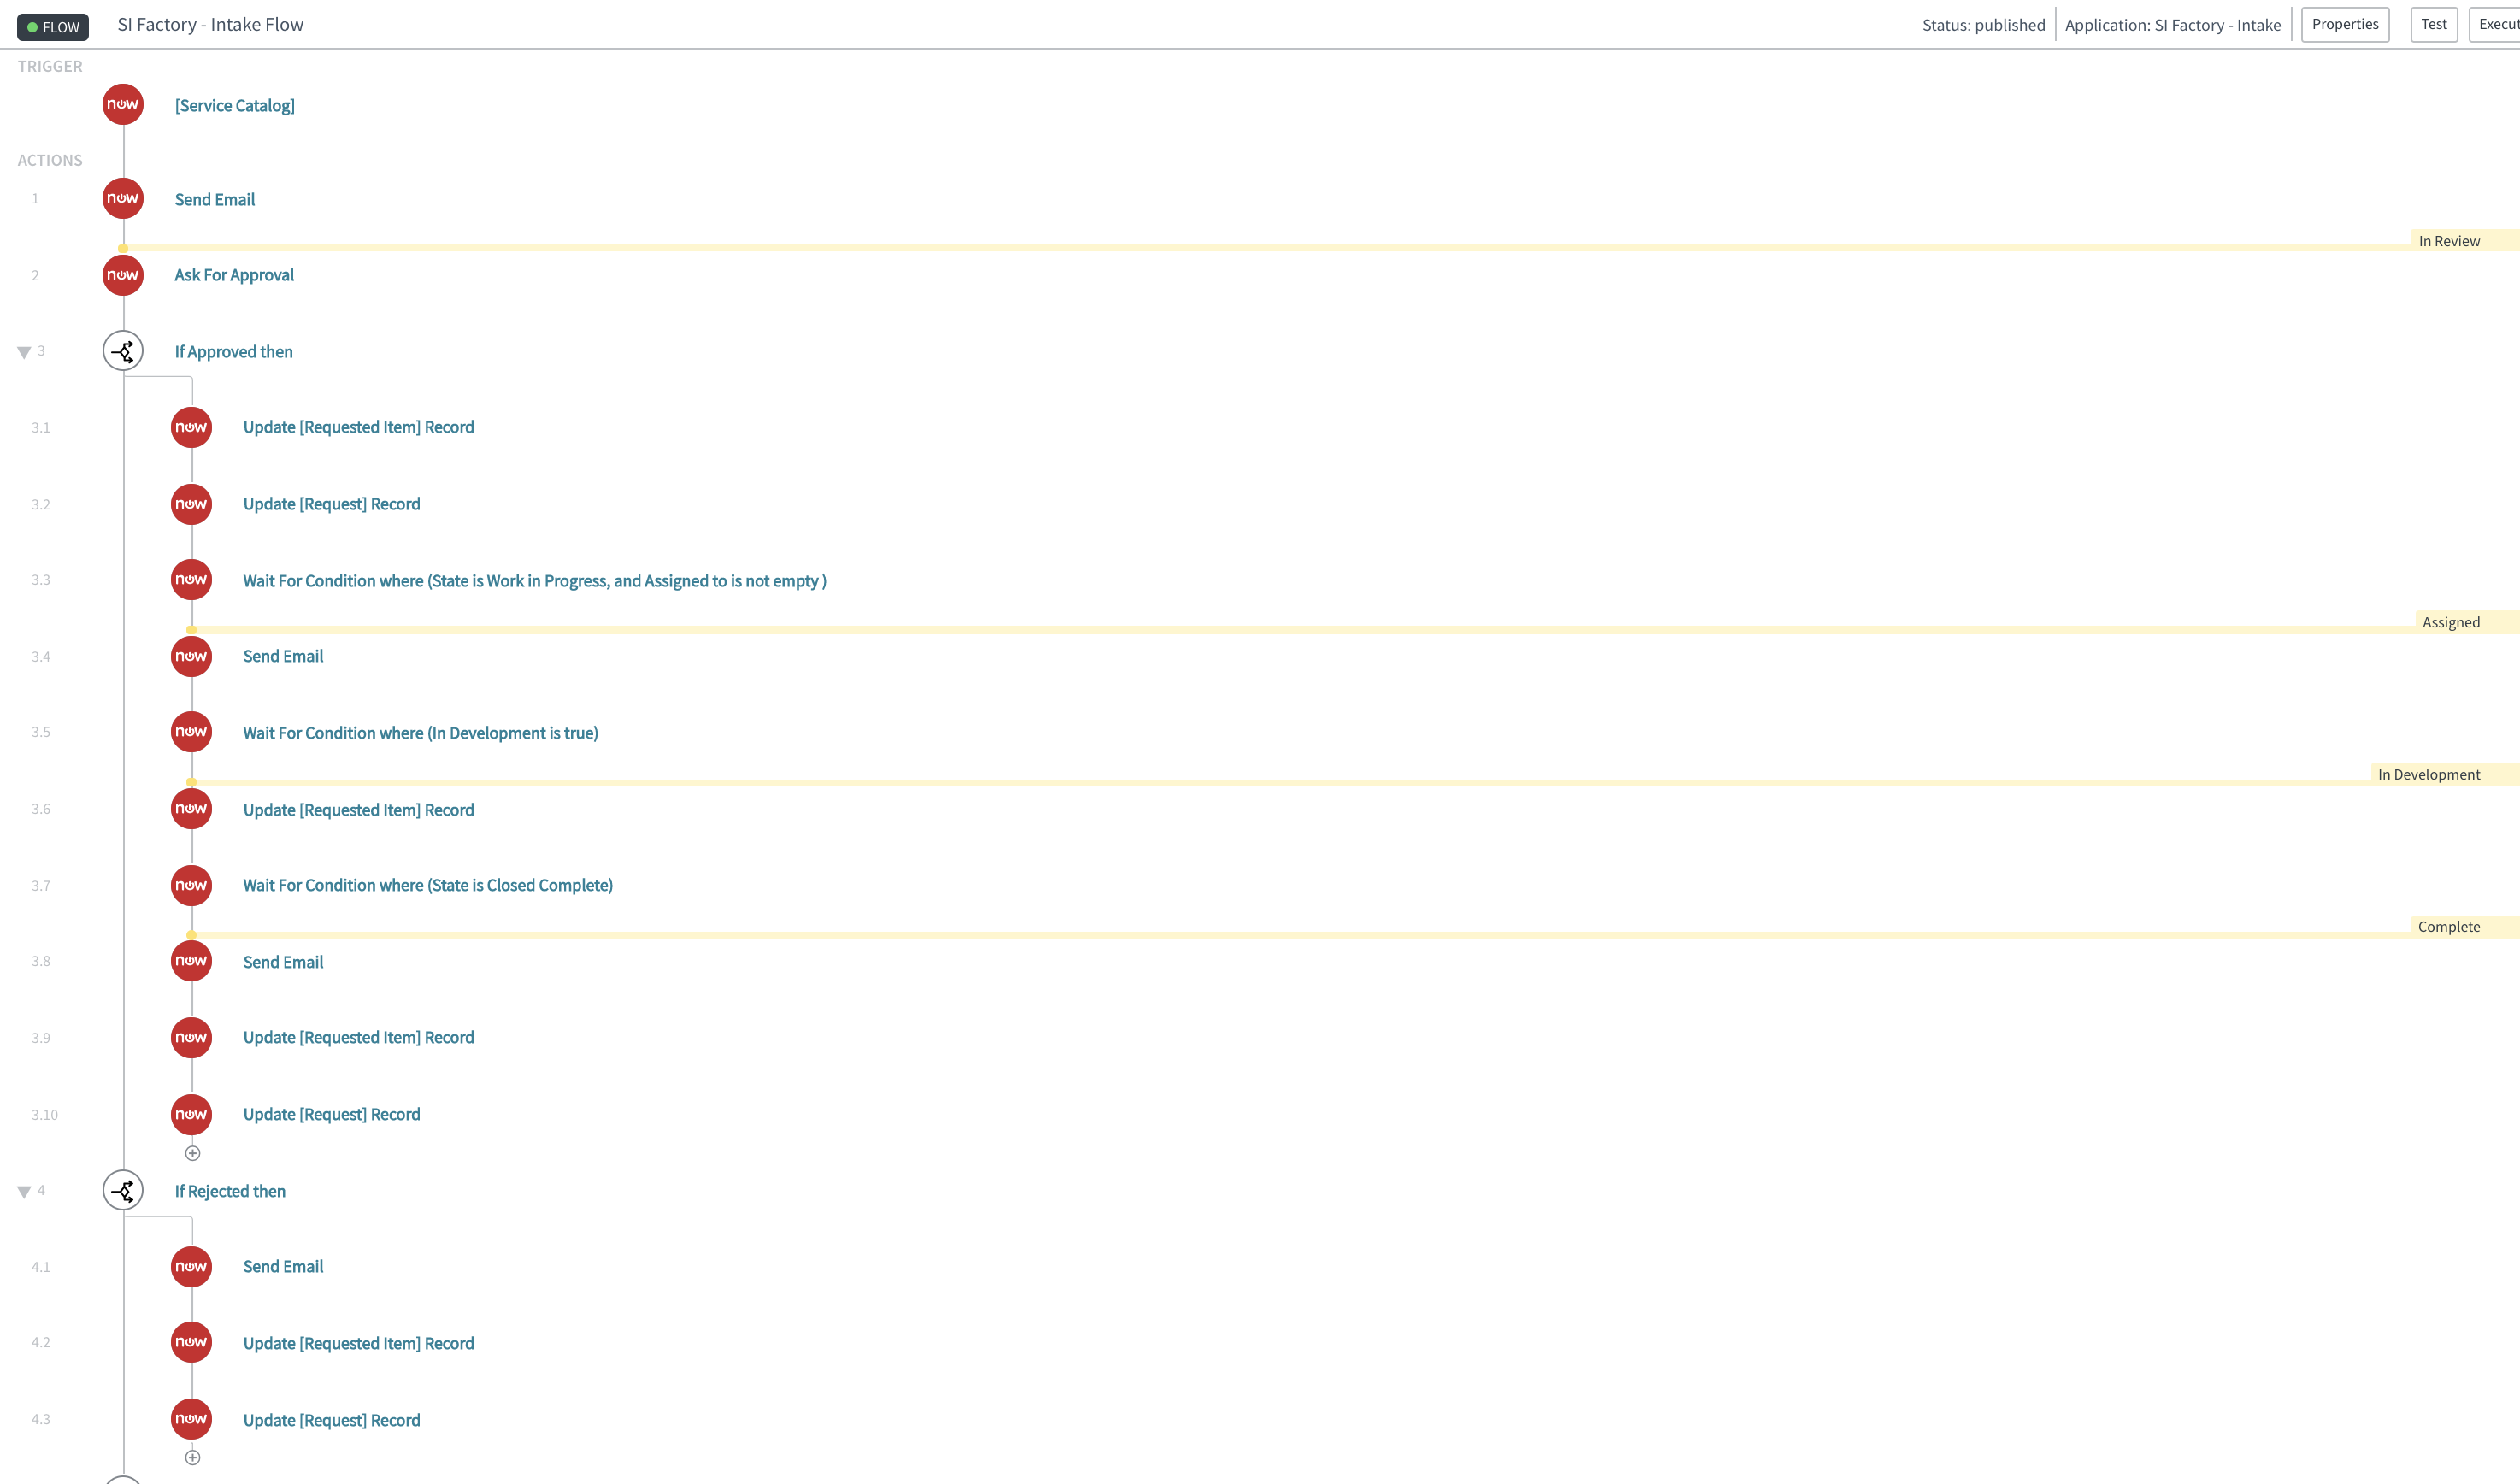 FLOW SI Factory - Intake Flow Status: published Application: SI Factory - Intake Properties Test Execut
TRIGGER
now [Service Catalog]
ACTIONS
1 now Send Email
In Review
2 now Ask For Approval
3 If Approved then
3.1 now Update [Requested Item] Record
3.2 now Update [Request] Record
3.3 now Wait For Condition where (State is Work in Progress, and Assigned to is not empty )
Assigned
3.4 now Send Email
3.5 now Wait For Condition where (In Development is true)
In Development
3.6 now Update [Requested Item] Record
3.7 now Wait For Condition where (State is Closed Complete)
Complete
3.8 now Send Email
3.9 now Update [Requested Item] Record
3.10 now Update [Request] Record
4 If Rejected then
4.1 now Send Email
4.2 now Update [Requested Item] Record
4.3 now Update [Request] Record